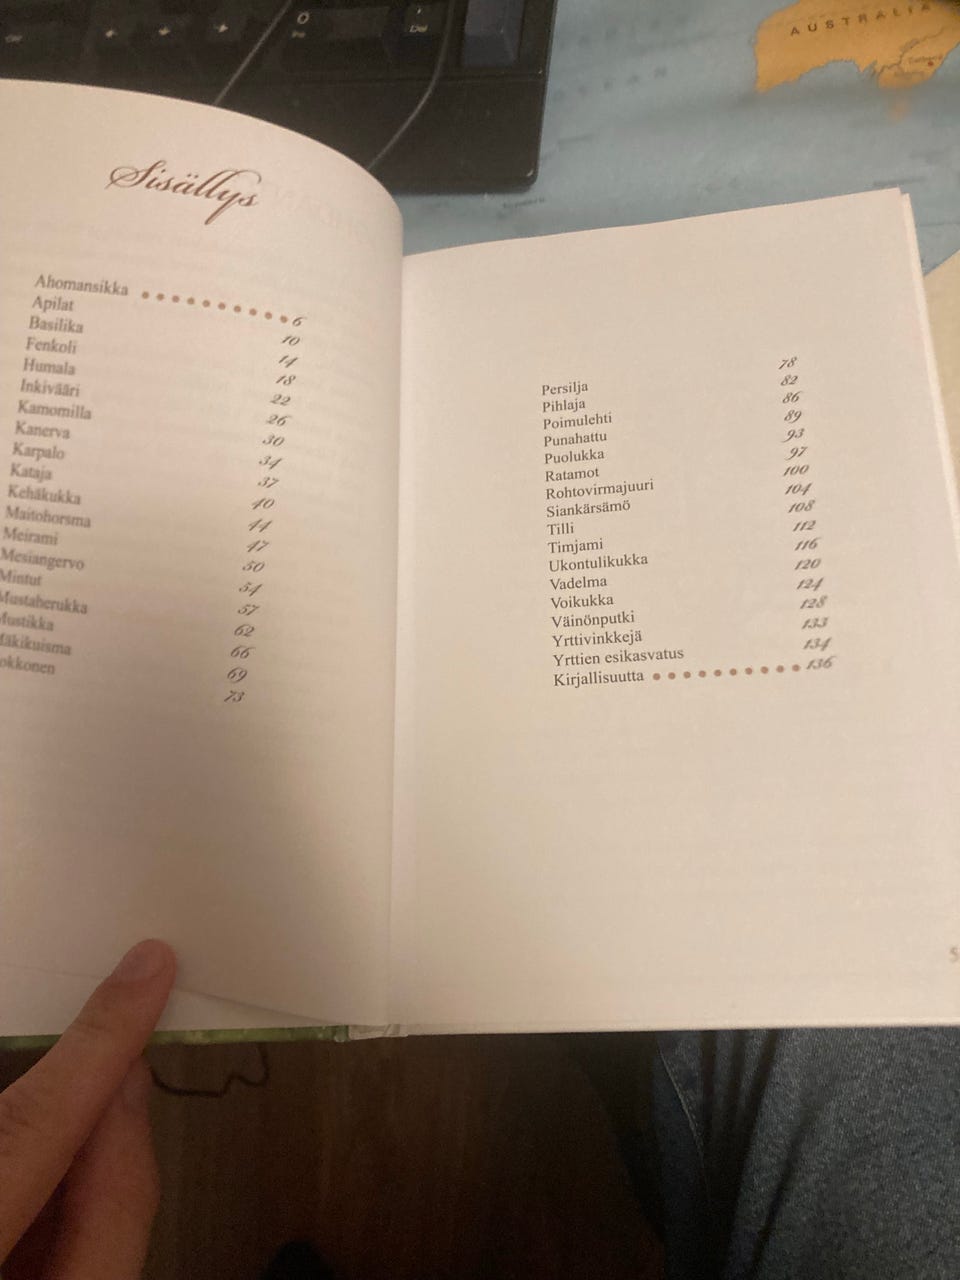 AUSTRALIA
Del
Sisällys
Ahomansikka •••••••••• 6
Apilat 10
Basilika 14
Fenkoli 18
Humala 22
Inkivääri 26
Kamomilla 30
Kanerva 34
Karpalo 37
Kataja 40
Kehäkukka 44
Maitohorsma 47
Meirami 50
Mesiangervo 54
Mintut 57
Mustaherukka 62
Mustikka 66
Mäkikuisma 69
okkonen 73
Persilja 78
Pihlaja 82
Poimulehti 86
Punahattu 89
Puolukka 93
Ratamot 97
Rohtovirmajuuri 100
Siankärsämö 104
Tilli 108
Timjami 112
Ukontulikukka 116
Vadelma 120
Voikukka 124
Väinönputki 128
Yrttivinkkejä 133
Yrttien esikasvatus 134
Kirjallisuutta •••••••••• 136
5